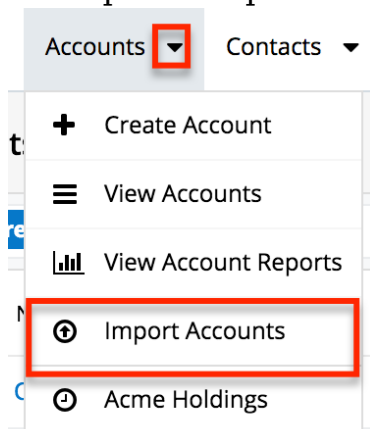 Accounts Contacts
Create Account
View Accounts
View Account Reports
Import Accounts
Acme Holdings